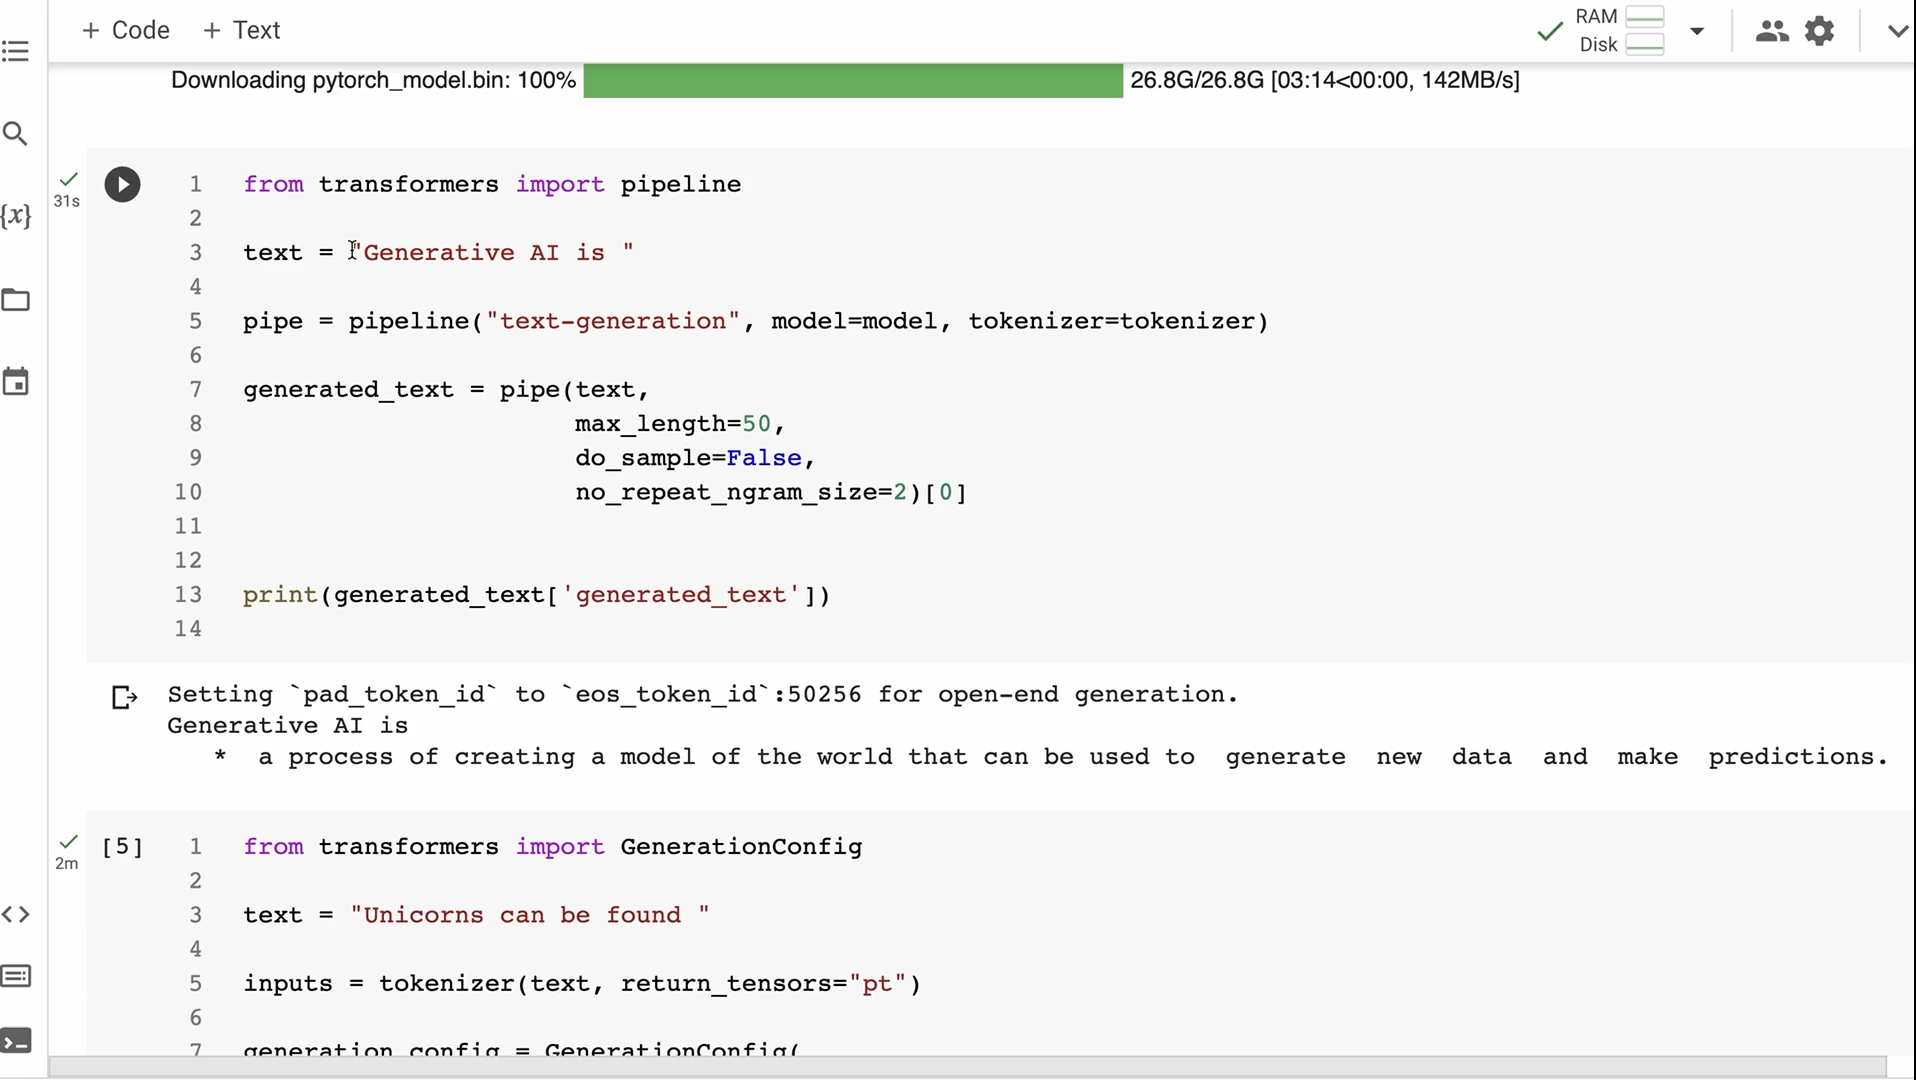 + Code + Text
RAM
Disk
Downloading pytorch_model.bin: 100% 26.8G/26.8G [03:14<00:00, 142MB/s]
31s
1 from transformers import pipeline
2
3 text = "Generative AI is "
4
5 pipe = pipeline("text-generation", model=model, tokenizer=tokenizer)
6
7 generated_text = pipe(text,
8 max_length=50,
9 do_sample=False,
10 no_repeat_ngram_size=2)[0]
11
12
13 print(generated_text['generated_text'])
14
Setting `pad_token_id` to `eos_token_id`:50256 for open-end generation.
Generative AI is
* a process of creating a model of the world that can be used to generate new data and make predictions.
2m
[5] 1 from transformers import GenerationConfig
2
3 text = "Unicorns can be found "
4
5 inputs = tokenizer(text, return_tensors="pt")
6
7 generation_config = GenerationConfig(